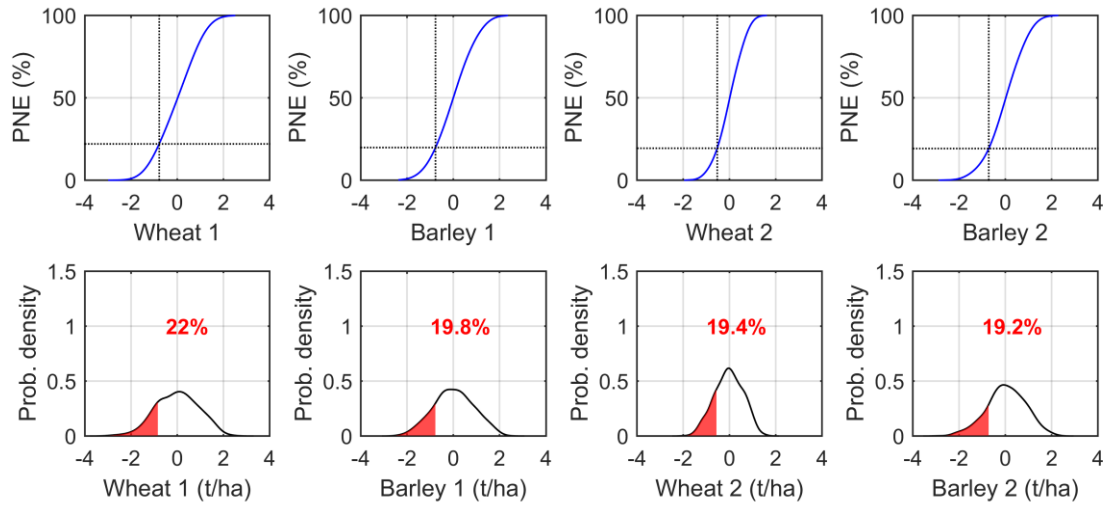 PNE (%)
100
50
0
-4 -2 0 2 4
Wheat 1
PNE (%)
100
50
0
-4 -2 0 2 4
Barley 1
PNE (%)
100
50
0
-4 -2 0 2 4
Wheat 2
PNE (%)
100
50
0
-4 -2 0 2 4
Barley 2
Prob. density
1.5
1
0.5
0
22%
-4 -2 0 2 4
Wheat 1 (t/ha)
Prob. density
1.5
1
0.5
0
19.8%
-4 -2 0 2 4
Barley 1 (t/ha)
Prob. density
1.5
1
0.5
0
19.4%
-4 -2 0 2 4
Wheat 2 (t/ha)
Prob. density
1.5
1
0.5
0
19.2%
-4 -2 0 2 4
Barley 2 (t/ha)